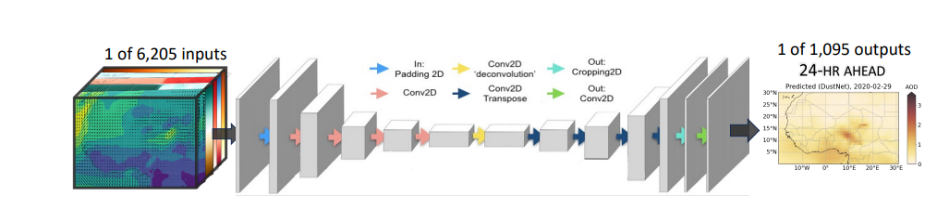 1 of 6,205 inputs
In:
Padding 2D
Conv2D
Conv2D
'deconvolution'
Conv2D
Transpose
Out:
Cropping2D
Out:
Conv2D
1 of 1,095 outputs
24-HR AHEAD
Predicted (DustNet), 2020-02-29
AOD
30°N
25°N
20°N
15°N
10°N
5°N
10°W 0° 10°E 20°E 30°E
3
2
1
0